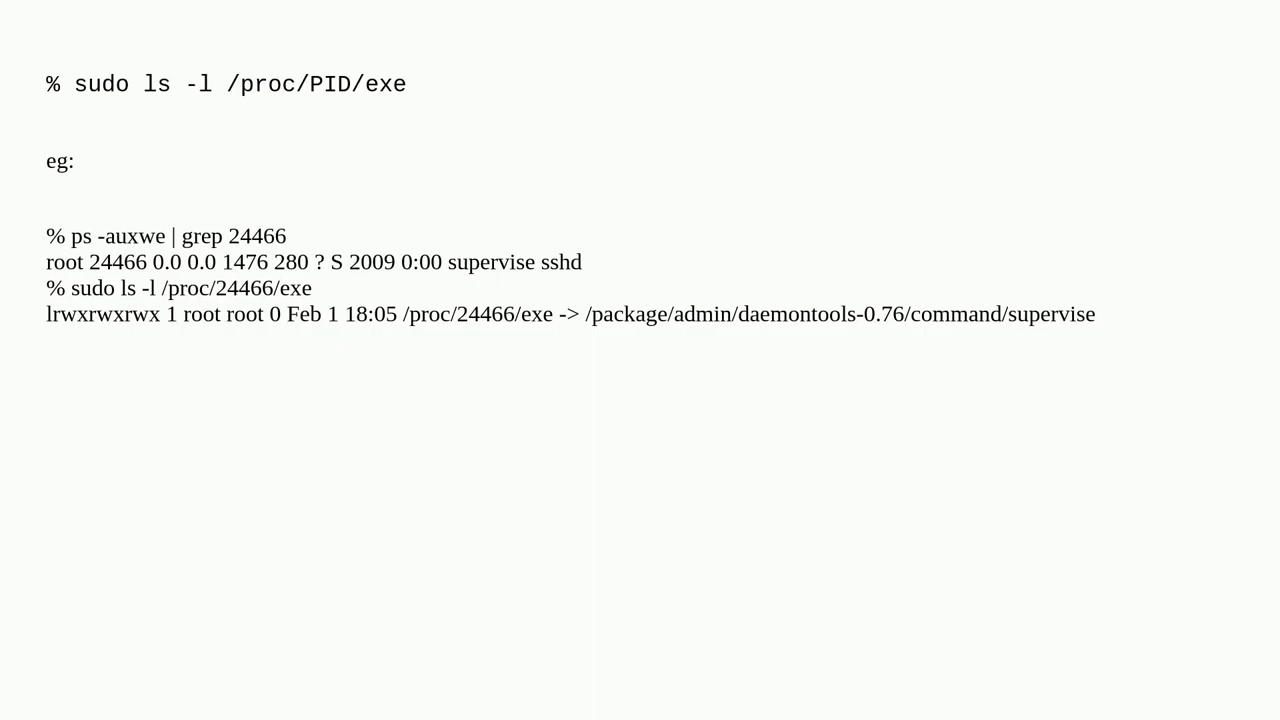 % sudo ls -l /proc/PID/exe
eg:
% ps -auxwe | grep 24466
root 24466 0.0 0.0 1476 280 ? S 2009 0:00 supervise sshd
% sudo ls -l /proc/24466/exe
lrwxrwxrwx 1 root root 0 Feb 1 18:05 /proc/24466/exe -> /package/admin/daemontools-0.76/command/supervise